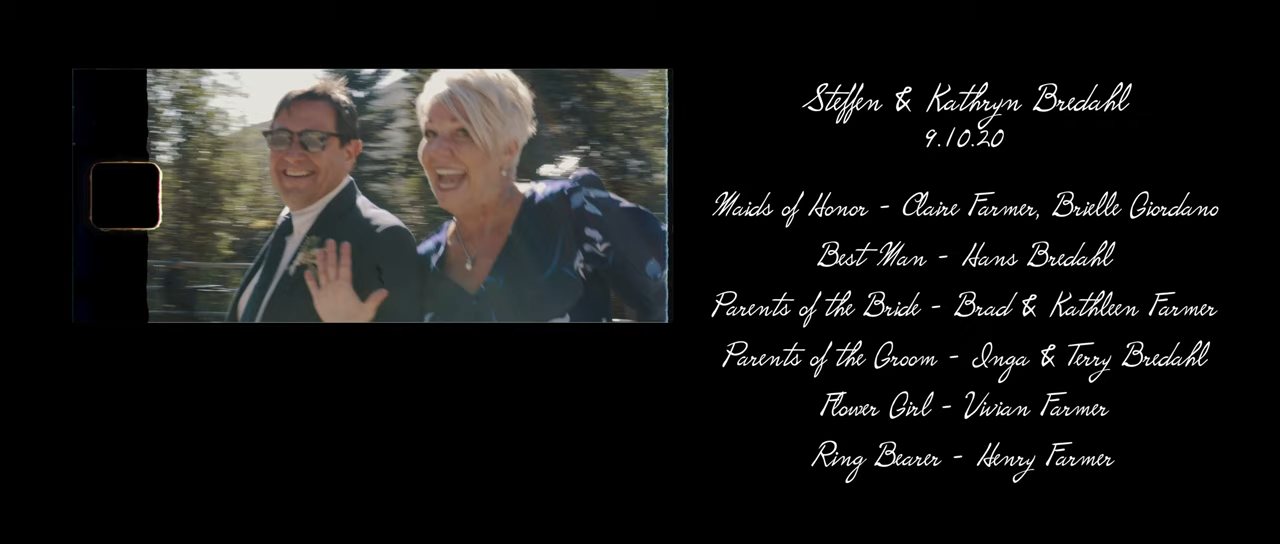 Steffen & Kathryn Bredahl
9.10.20
Maids of Honor - Claire Farmer, Brielle Giordano
Best Man - Hans Bredahl
Parents of the Bride - Brad & Kathleen Farmer
Parents of the Groom - Inga & Terry Bredahl
Flower Girl - Vivian Farmer
Ring Bearer - Henry Farmer